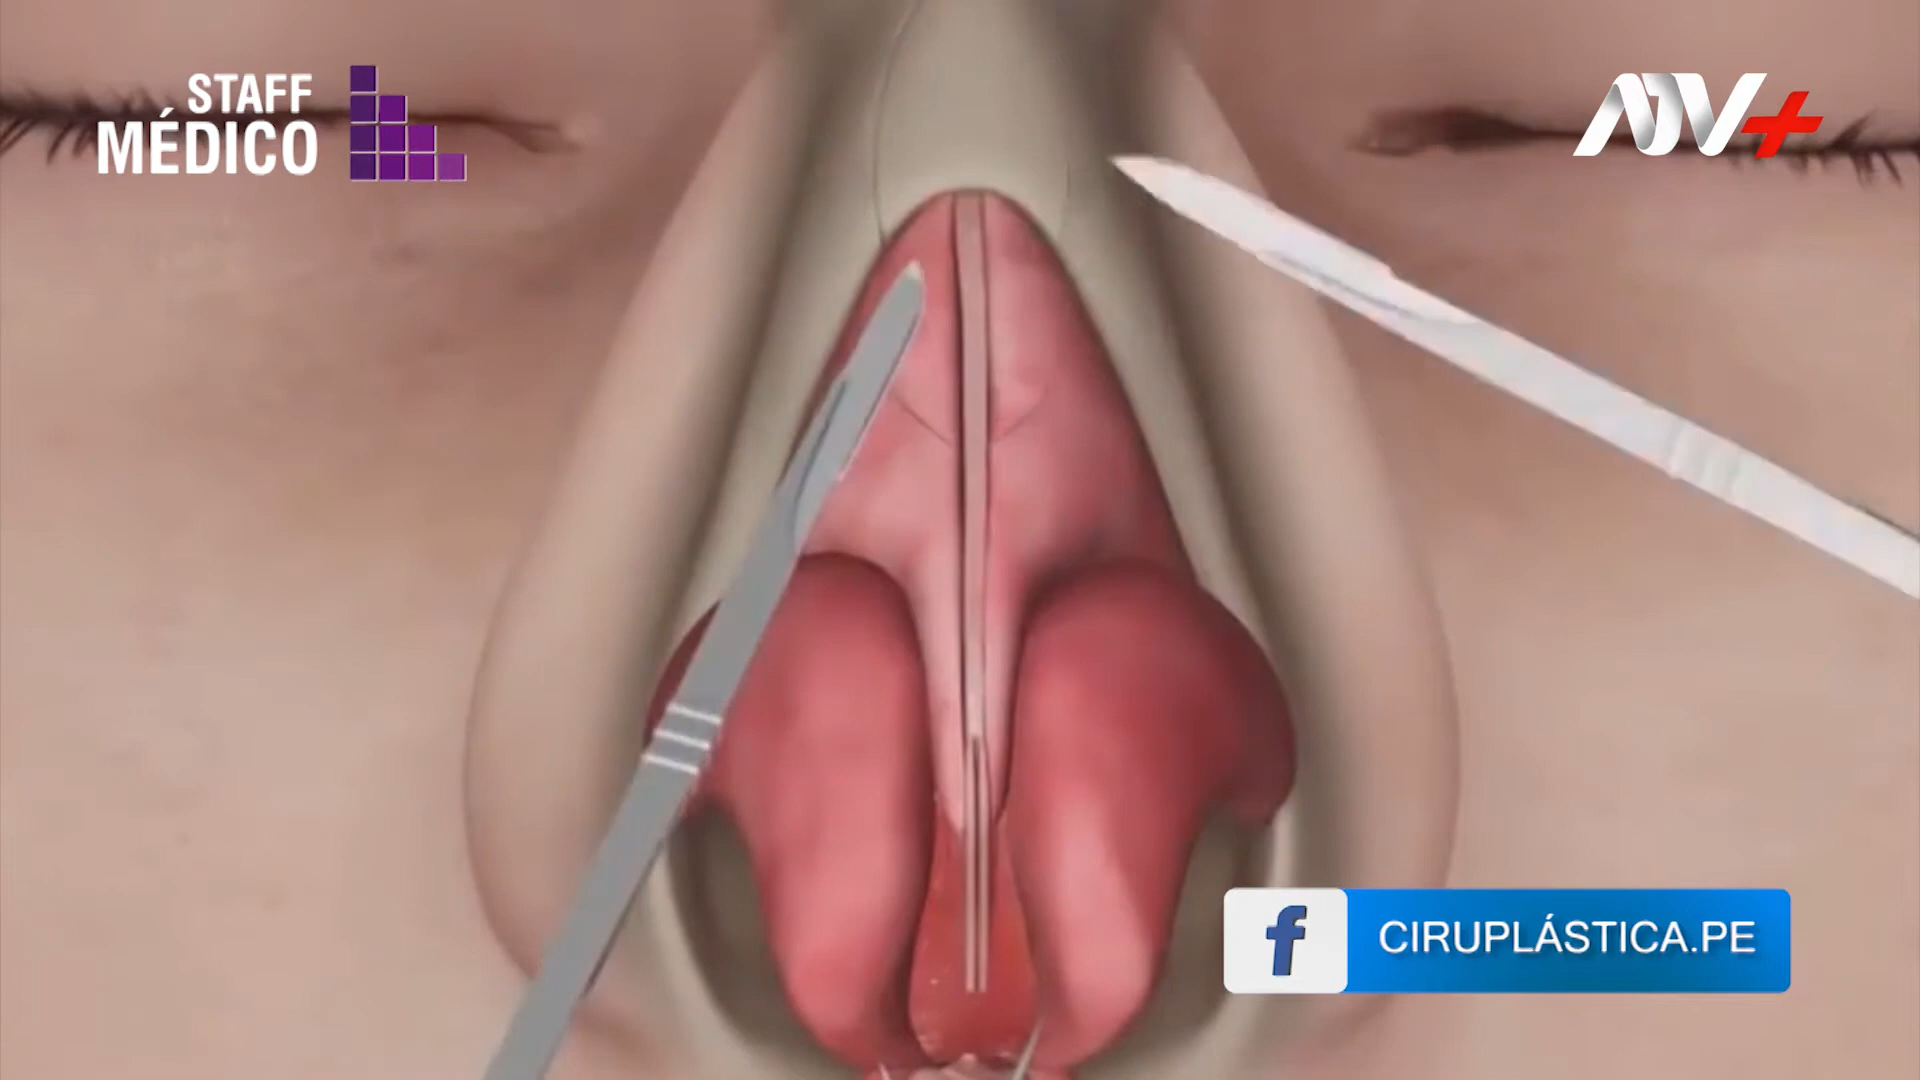 STAFF
MÉDICO
ATV+
f
CIRUPLÁSTICA.PE